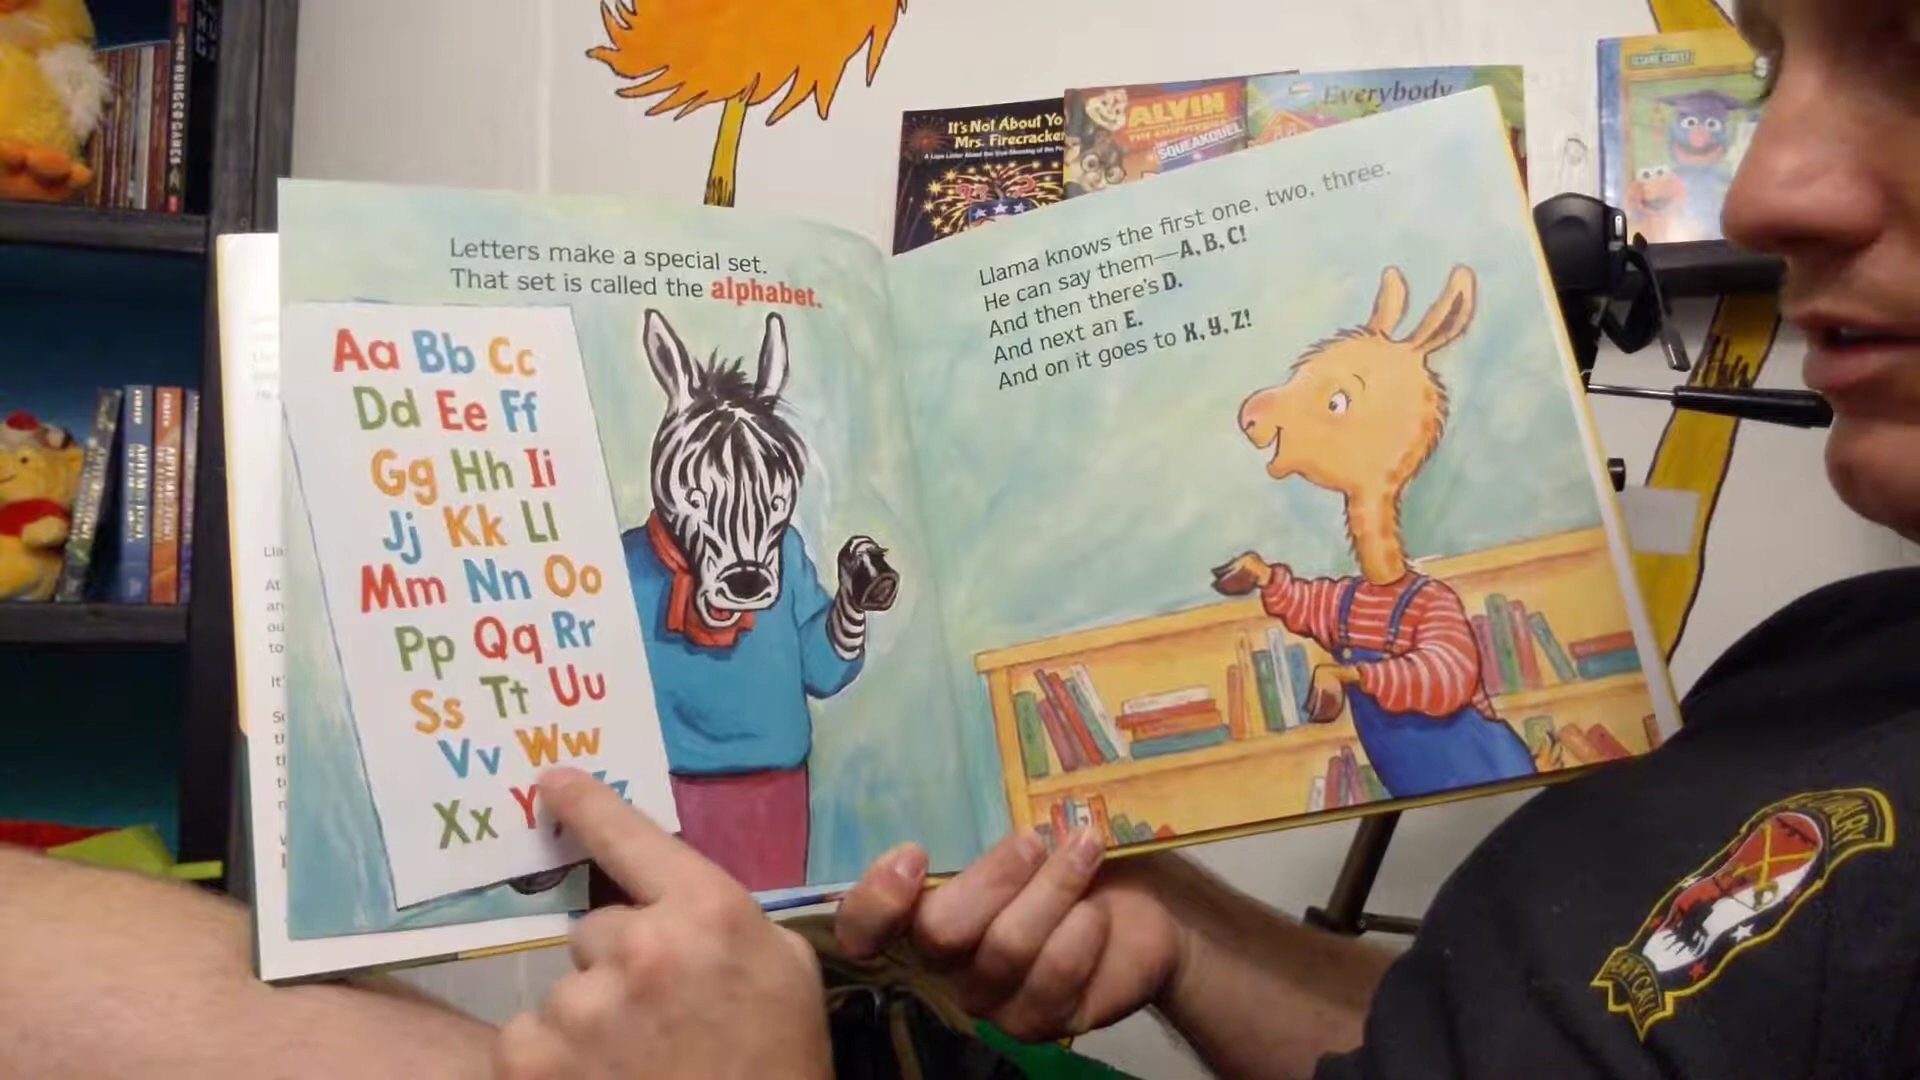 Letters make a special set.
That set is called the alphabet.
Aa Bb Cc
Dd Ee Ff
Gg Hh Ii
Jj Kk Ll
Mm Nn Oo
Pp Qq Rr
Ss Tt Uu
Vv Ww
Xx Y
Llama knows the first one, two, three.
He can say them—A, B, C!
And then there's D.
And next an E.
And on it goes to X, Y, Z!
It's Not About Yo
Mrs. Firecracker
ALVIN
THE SQUEAKQUEL
Everybody
SESAME STREET